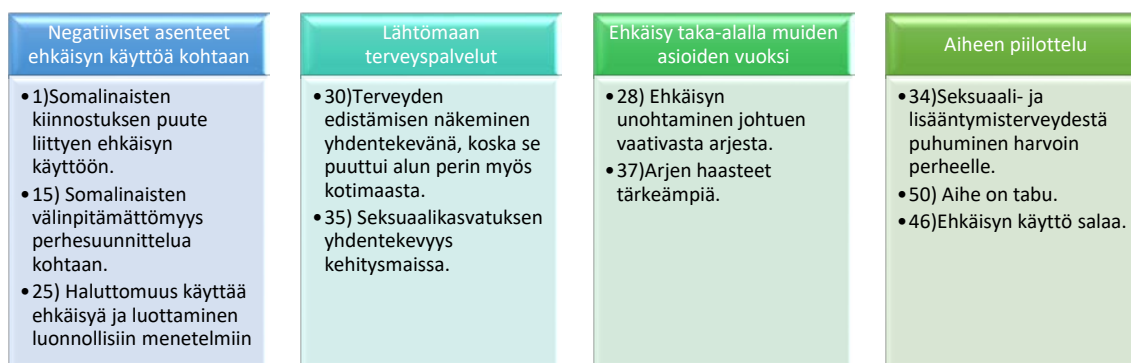 Negatiiviset asenteet
ehkäisyn käyttöä kohtaan
•1)Somalinaisten
kiinnostuksen puute
liittyen ehkäisyn
käyttöön.
•15) Somalinaisten
välinpitämättömyys
perhesuunnittelua
kohtaan.
•25) Haluttomuus käyttää
ehkäisyä ja luottaminen
luonnollisiin menetelmiin
Lähtömaan
terveyspalvelut
•30)Terveyden
edistämisen näkeminen
yhdentekevänä, koska se
puuttui alun perin myös
kotimaasta.
•35) Seksuaalikasvatuksen
yhdentekevyys
kehitysmaissa.
Ehkäisy taka-alalla muiden
asioiden vuoksi
•28) Ehkäisyn
unohtaminen johtuen
vaativasta arjesta.
•37)Arjen haasteet
tärkeämpiä.
Aiheen piilottelu
•34)Seksuaali- ja
lisääntymisterveydestä
puhuminen harvoin
perheelle.
•50) Aihe on tabu.
•46)Ehkäisyn käyttö salaa.